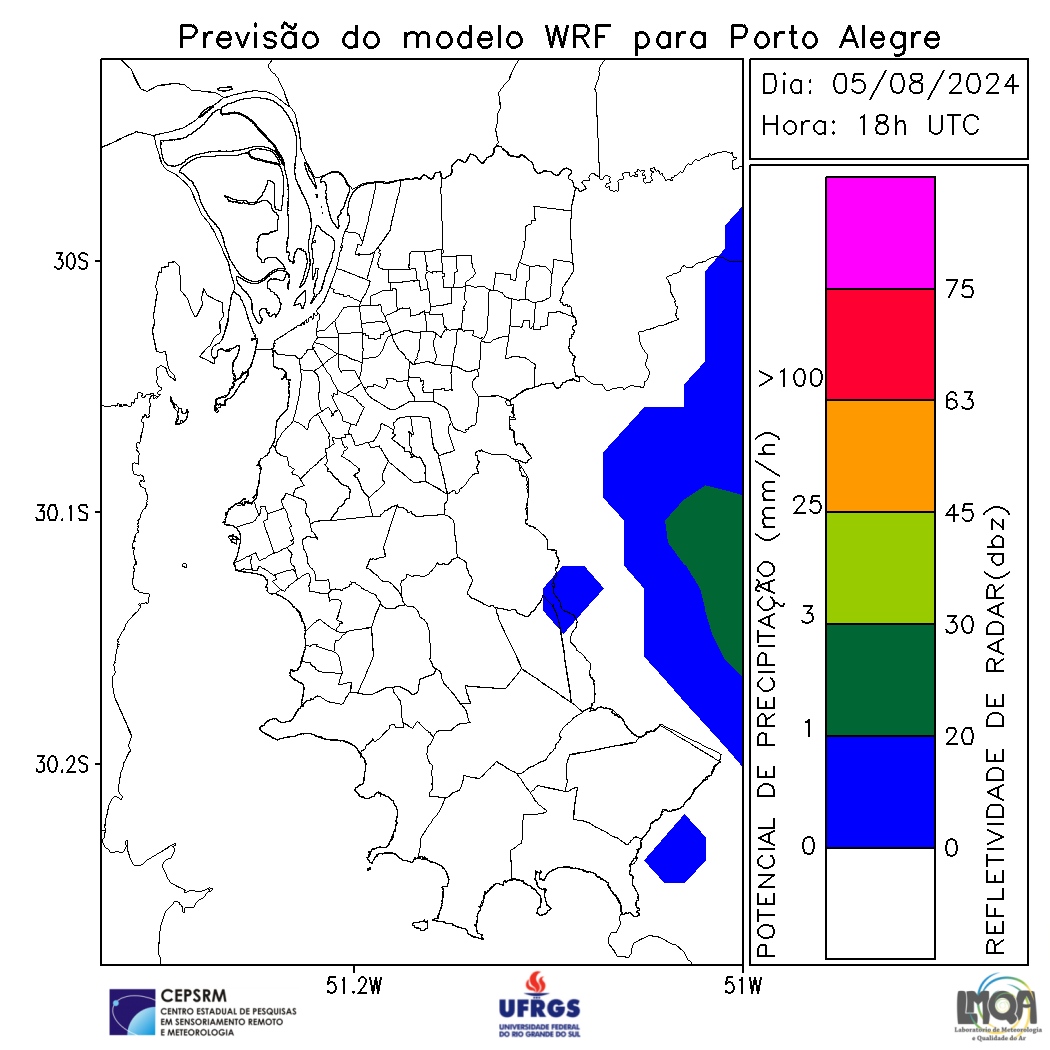 Previsão do modelo WRF para Porto Alegre
Dia: 05/08/2024
Hora: 18h UTC
30S
30.1S
30.2S
51.2W
51W
POTENCIAL DE PRECIPITAÇÃO (mm/h)
>100
25
3
1
0
75
63
45
30
20
0
REFLETIVIDADE DE RADAR(dbz)
CEPSRM
CENTRO ESTADUAL DE PESQUISAS
EM SENSORIAMENTO REMOTO
E METEOROLOGIA
UFRGS
UNIVERSIDADE FEDERAL
DO RIO GRANDE DO SUL
LMQA
Laboratório de Meteorologia
e Qualidade do Ar